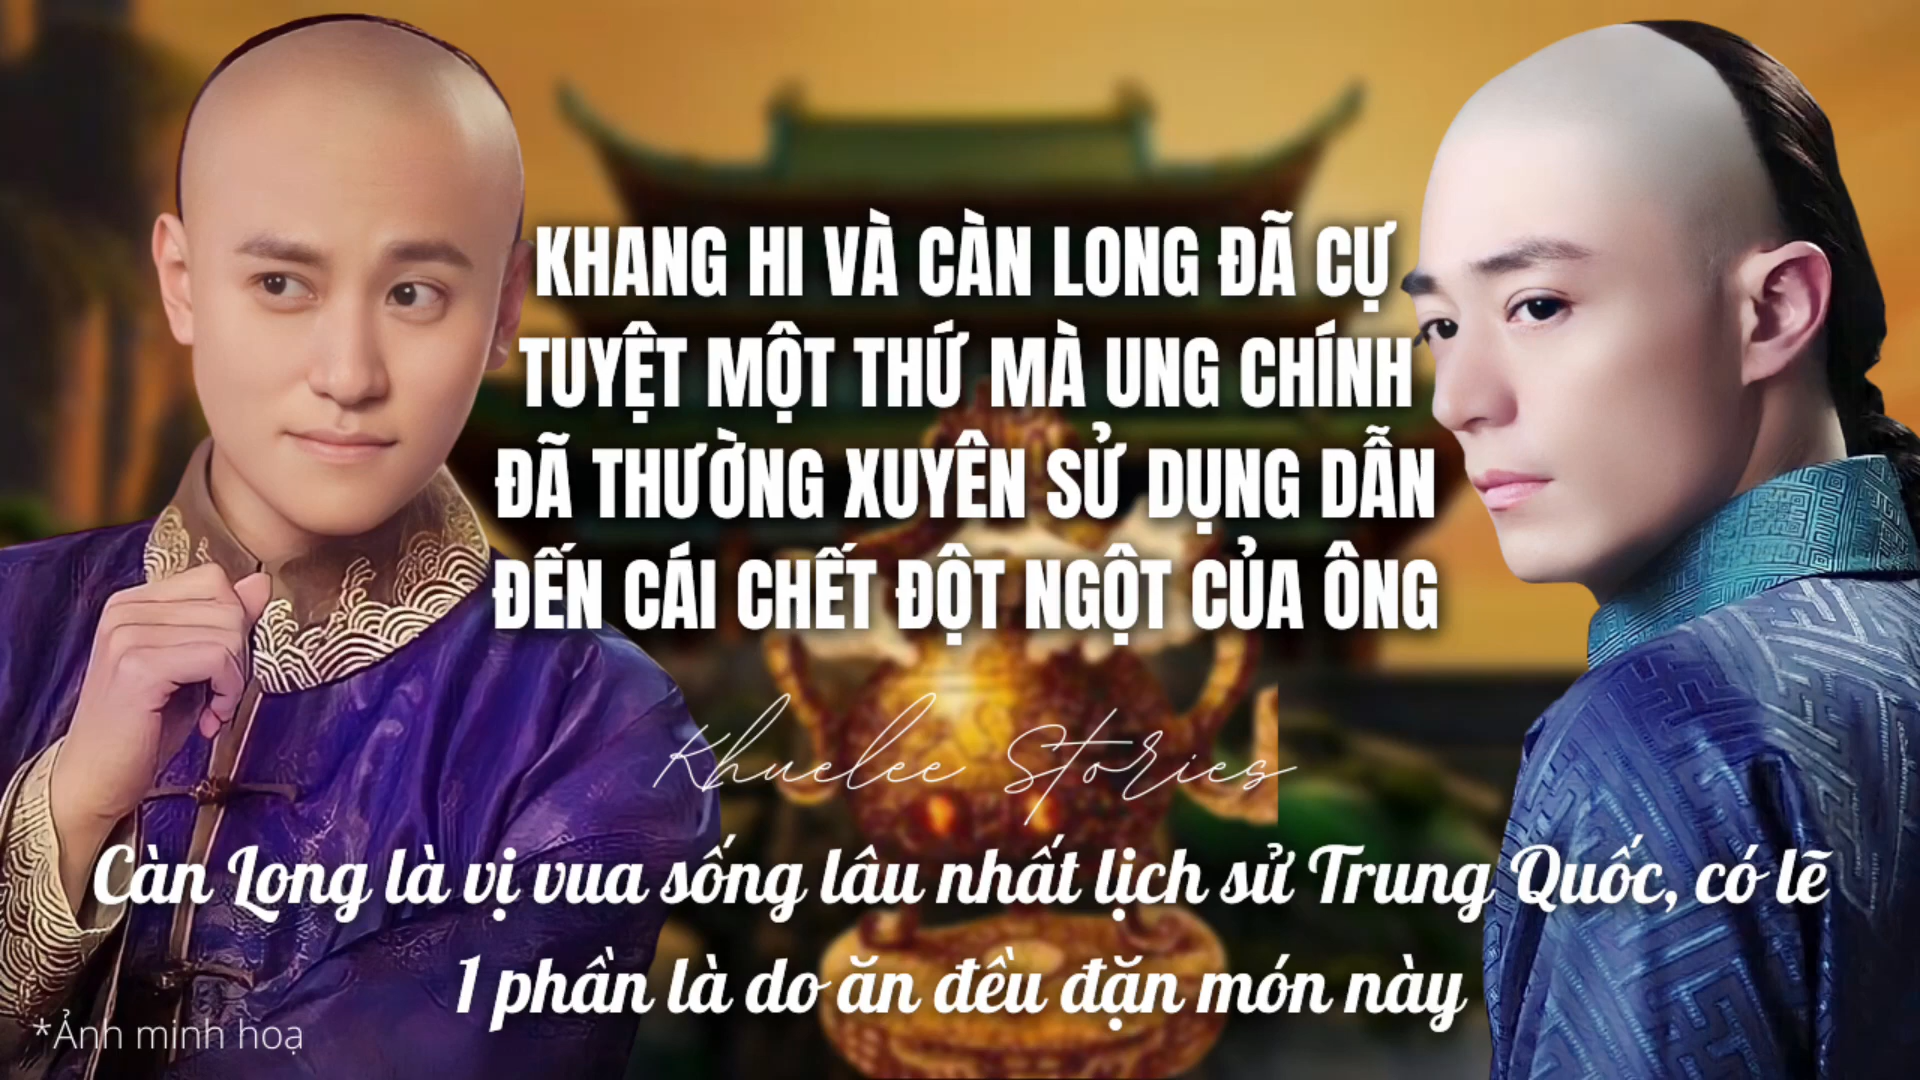 KHANG HI VÀ CÀN LONG ĐÃ CỰ
TUYỆT MỘT THỨ MÀ UNG CHÍNH
ĐÃ THƯỜNG XUYÊN SỬ DỤNG DẪN
ĐẾN CÁI CHẾT ĐỘT NGỘT CỦA ÔNG
Khuelee Stories
Càn Long là vị vua sống lâu nhất lịch sử Trung Quốc, có lẽ
1 phần là do ăn đều đặn món này
*Ảnh minh hoạ